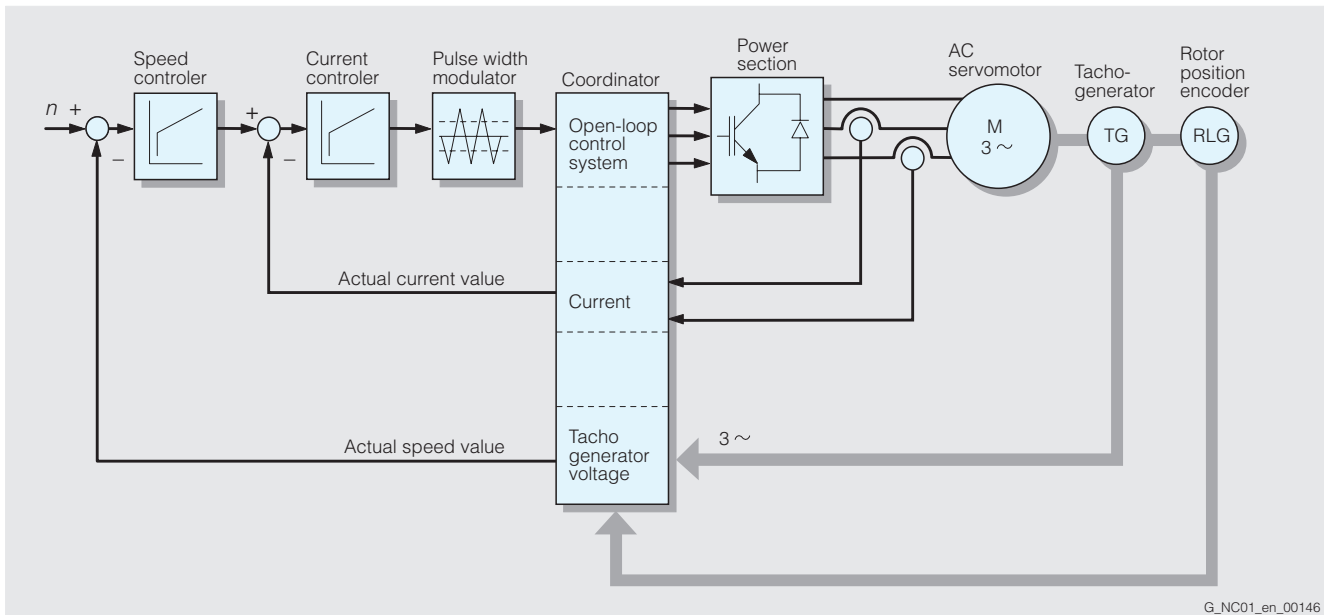 Speed
controler
Current
controler
Pulse width
modulator
Coordinator
Power
section
AC
servomotor
Tacho-
generator
Rotor
position
encoder
n +
−
+
−
Open-loop
control
system
M
3 ~
TG
RLG
Actual current value
Current
Actual speed value
Tacho
generator
voltage
3 ~
G_NC01_en_00146